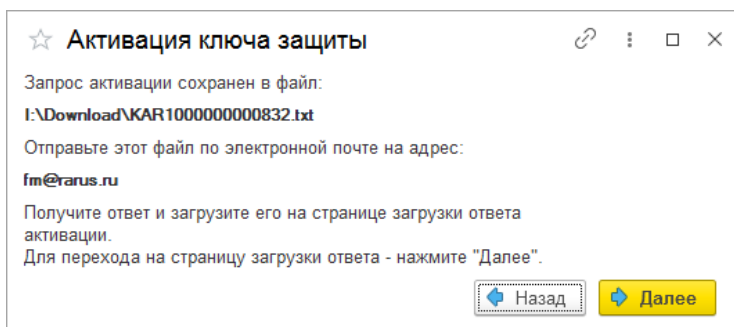 Активация ключа защиты
Запрос активации сохранен в файл:
I:\Download\KAR1000000000832.txt
Отправьте этот файл по электронной почте на адрес:
fm@rarus.ru
Получите ответ и загрузите его на странице загрузки ответа
активации.
Для перехода на страницу загрузки ответа - нажмите "Далее".
Назад
Далее